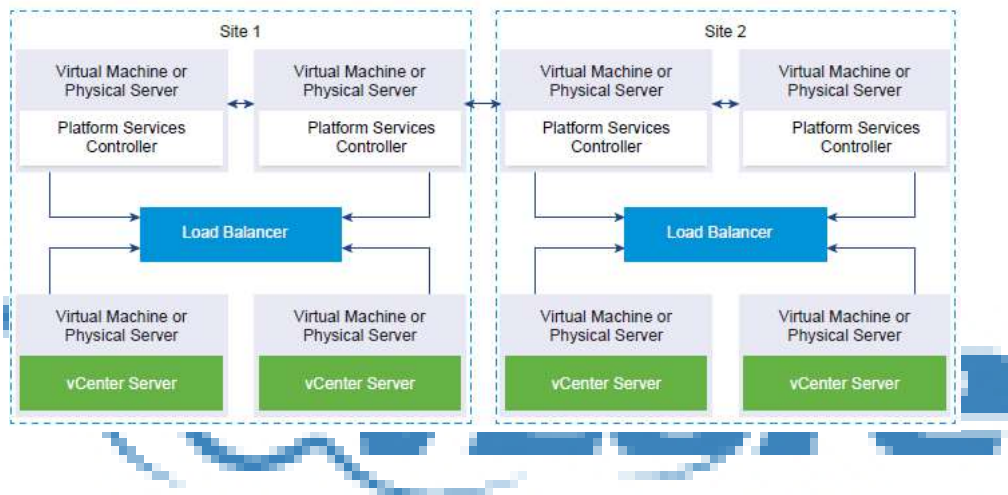 Site 1
Site 2
Virtual Machine or
Physical Server
Platform Services
Controller
Virtual Machine or
Physical Server
Platform Services
Controller
Virtual Machine or
Physical Server
Platform Services
Controller
Virtual Machine or
Physical Server
Platform Services
Controller
Load Balancer
Load Balancer
Virtual Machine or
Physical Server
vCenter Server
Virtual Machine or
Physical Server
vCenter Server
Virtual Machine or
Physical Server
vCenter Server
Virtual Machine or
Physical Server
vCenter Server